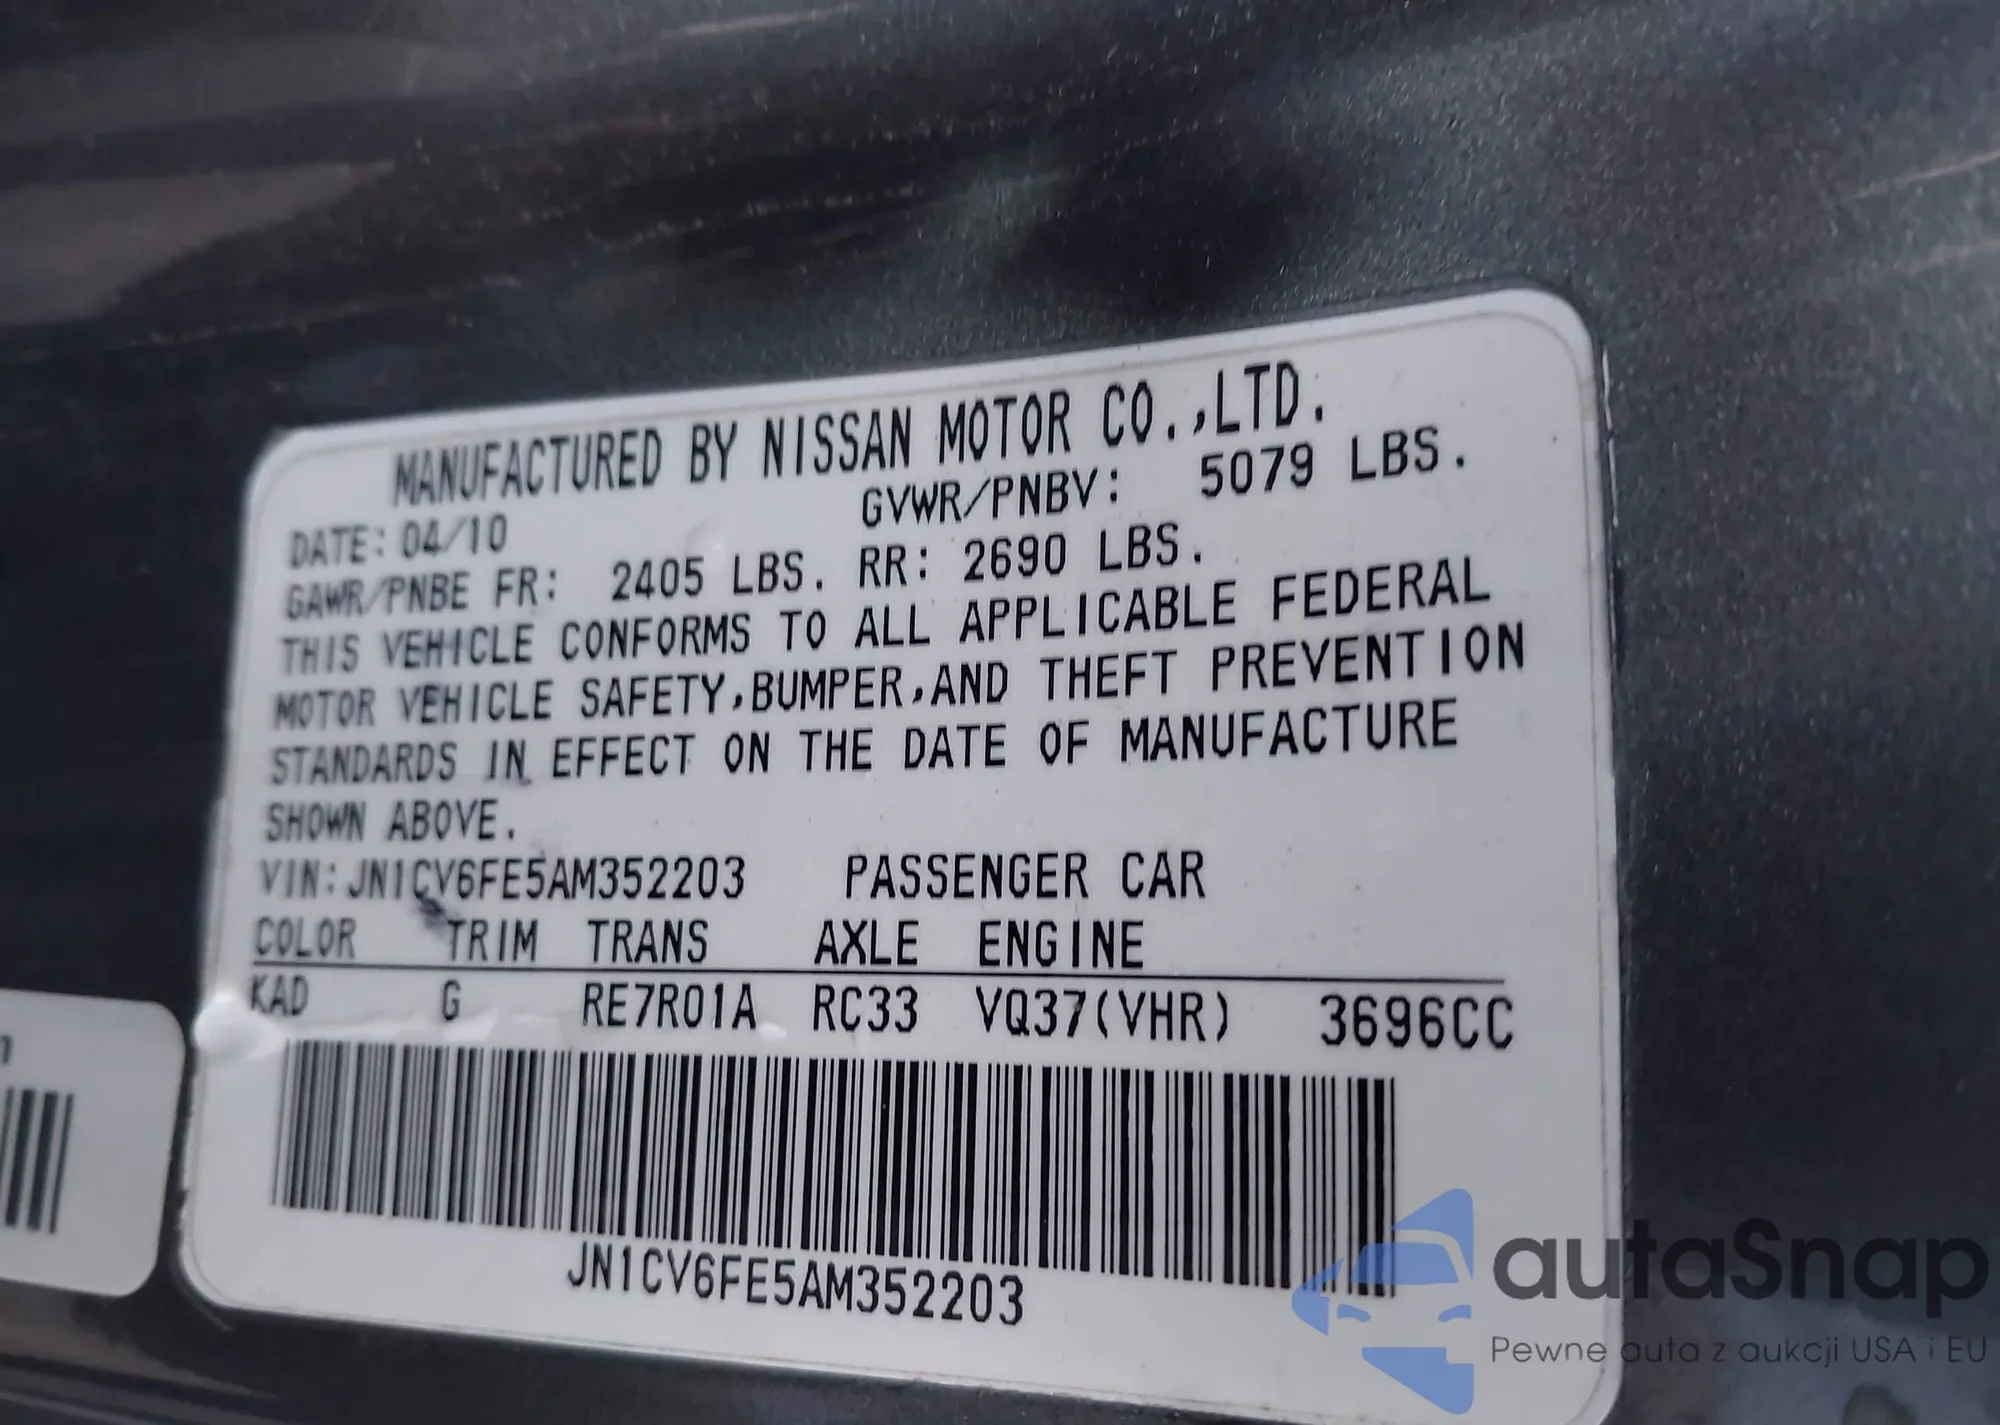 MANUFACTURED BY NISSAN MOTOR CO.,LTD.
DATE: 04/10 GVWR/PNBV: 5079 LBS.
GAWR/PNBE FR: 2405 LBS. RR: 2690 LBS.
THIS VEHICLE CONFORMS TO ALL APPLICABLE FEDERAL
MOTOR VEHICLE SAFETY,BUMPER,AND THEFT PREVENTION
STANDARDS IN EFFECT ON THE DATE OF MANUFACTURE
SHOWN ABOVE.
VIN:JN1CV6FE5AM352203 PASSENGER CAR
COLOR TRIM TRANS AXLE ENGINE
KAD G RE7R01A RC33 VQ37(VHR) 3696CC
JN1CV6FE5AM352203
autaSnap
Pewne auta z aukcji USA i EU